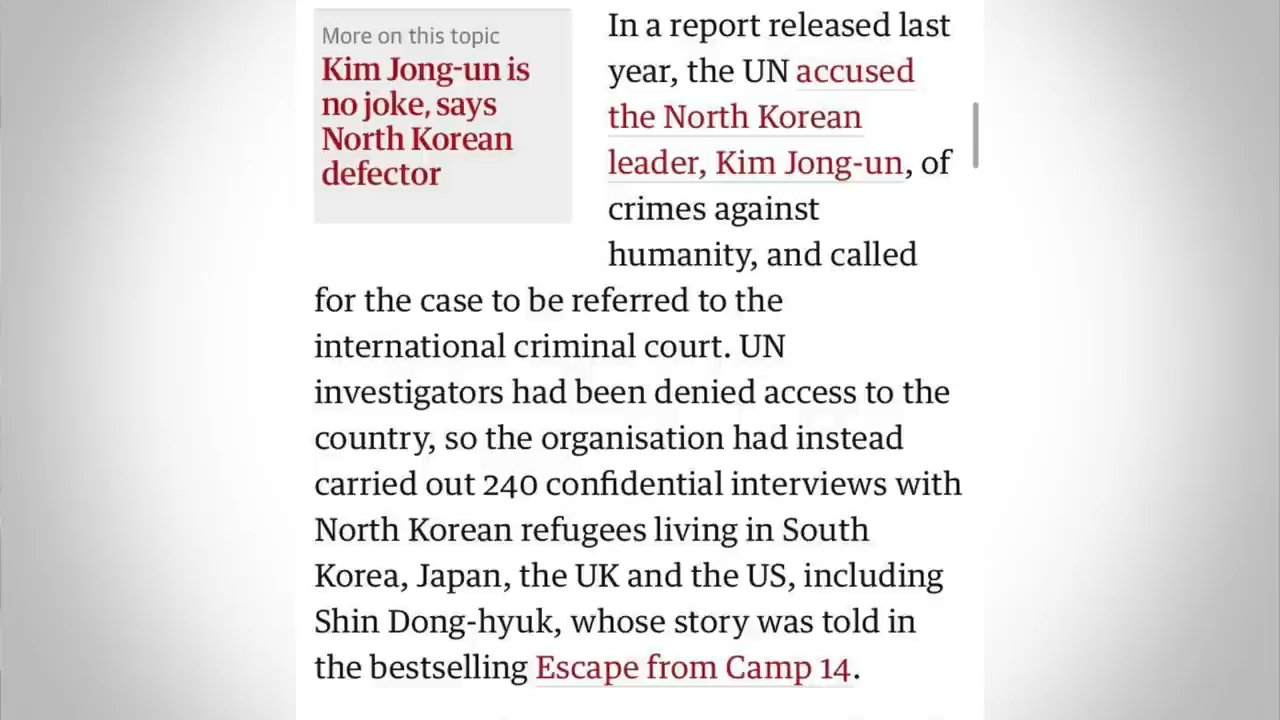 More on this topic
Kim Jong-un is
no joke, says
North Korean
defector
In a report released last
year, the UN accused
the North Korean
leader, Kim Jong-un, of
crimes against
humanity, and called
for the case to be referred to the
international criminal court. UN
investigators had been denied access to the
country, so the organisation had instead
carried out 240 confidential interviews with
North Korean refugees living in South
Korea, Japan, the UK and the US, including
Shin Dong-hyuk, whose story was told in
the bestselling Escape from Camp 14.